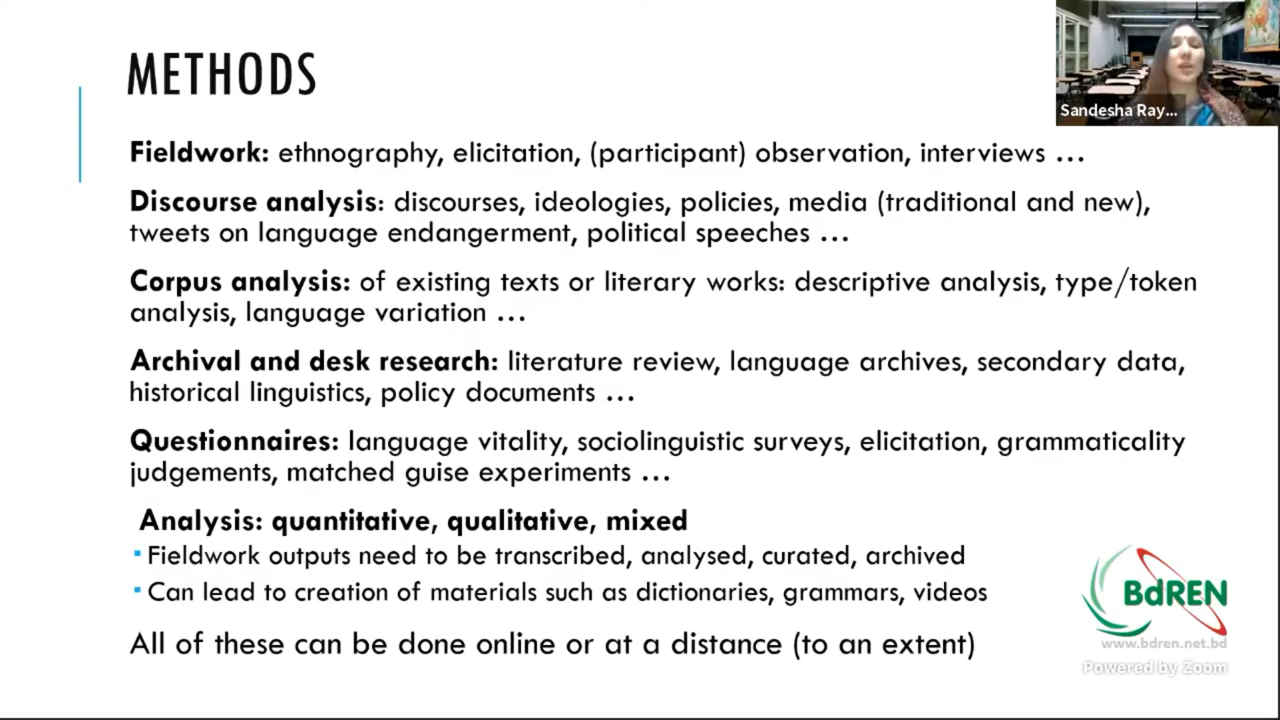 METHODS
Sandesha Ray...
Fieldwork: ethnography, elicitation, (participant) observation, interviews ...
Discourse analysis: discourses, ideologies, policies, media (traditional and new),
tweets on language endangerment, political speeches ...
Corpus analysis: of existing texts or literary works: descriptive analysis, type/token
analysis, language variation ...
Archival and desk research: literature review, language archives, secondary data,
historical linguistics, policy documents ...
Questionnaires: language vitality, sociolinguistic surveys, elicitation, grammaticality
judgements, matched guise experiments ...
Analysis: quantitative, qualitative, mixed
▪ Fieldwork outputs need to be transcribed, analysed, curated, archived
▪ Can lead to creation of materials such as dictionaries, grammars, videos
All of these can be done online or at a distance (to an extent)
BdREN
www.bdren.net.bd
Powered by Zoom